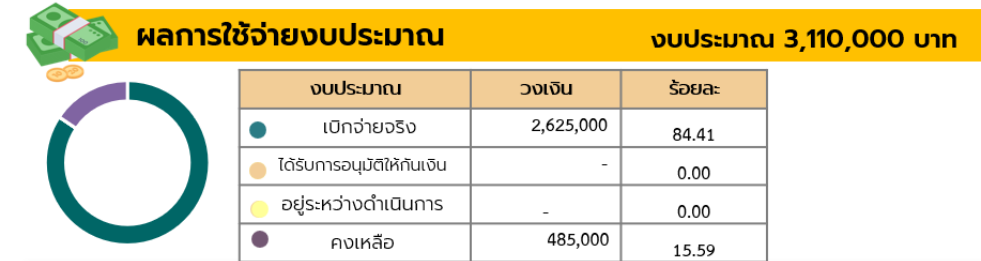 ผลการใช้จ่ายงบประมาณ งบประมาณ 3,110,000 บาท
งบประมาณ วงเงิน ร้อยละ
เบิกจ่ายจริง 2,625,000 84.41
ได้รับการอนุมัติให้กันเงิน - 0.00
อยู่ระหว่างดำเนินการ - 0.00
คงเหลือ 485,000 15.59